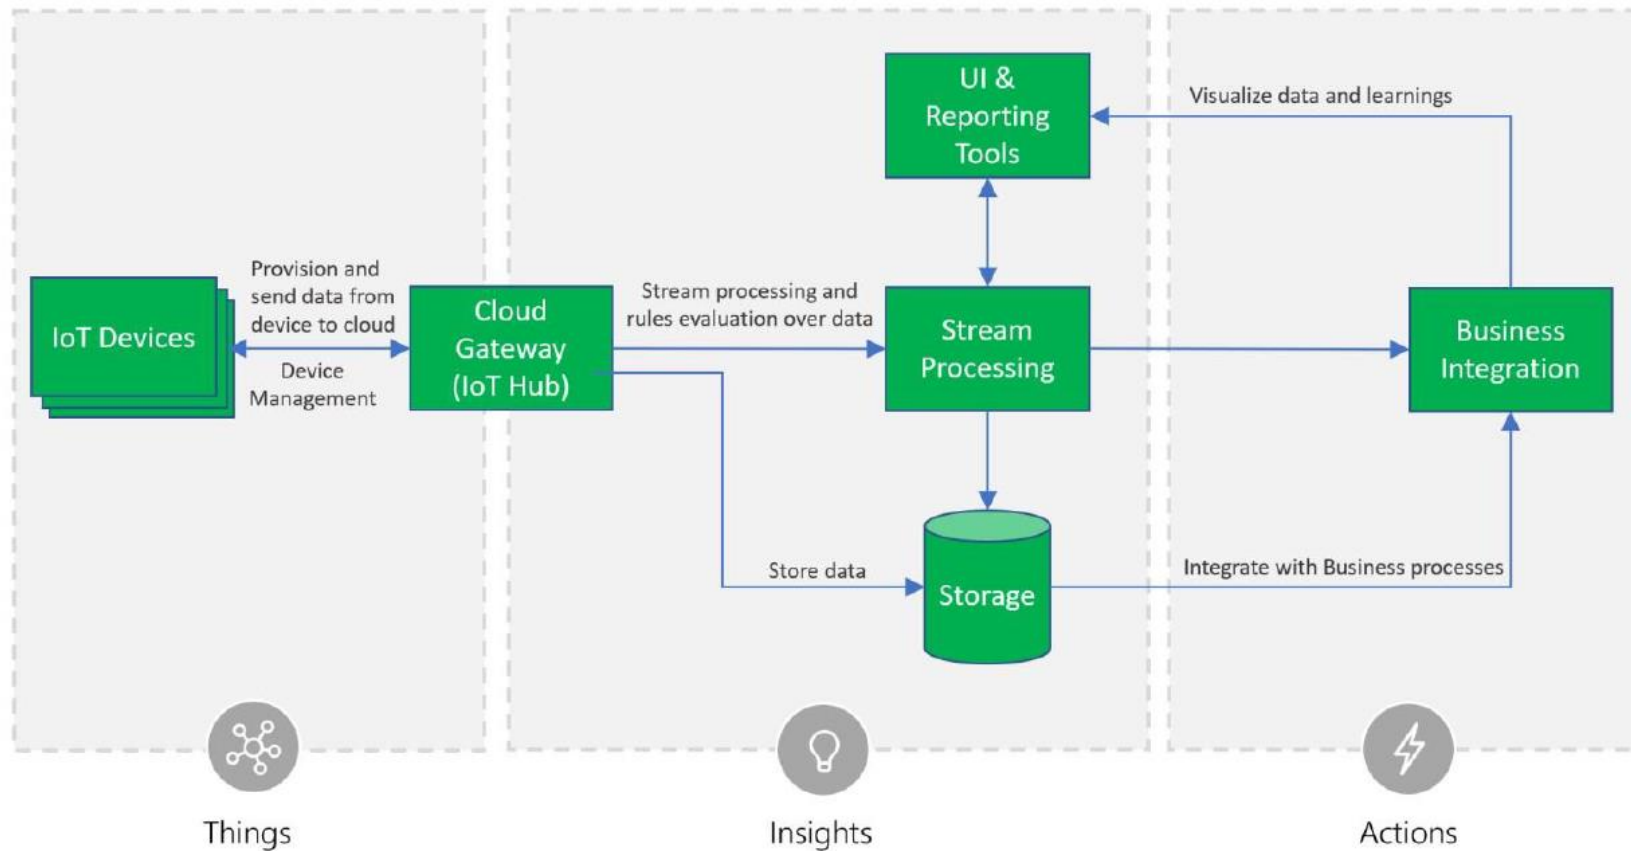 UI &
Reporting
Tools
Visualize data and learnings
IoT Devices
Provision and
send data from
device to cloud
Device
Management
Cloud
Gateway
(IoT Hub)
Stream processing and
rules evaluation over data
Stream
Processing
Business
Integration
Store data
Storage
Integrate with Business processes
Things
Insights
Actions